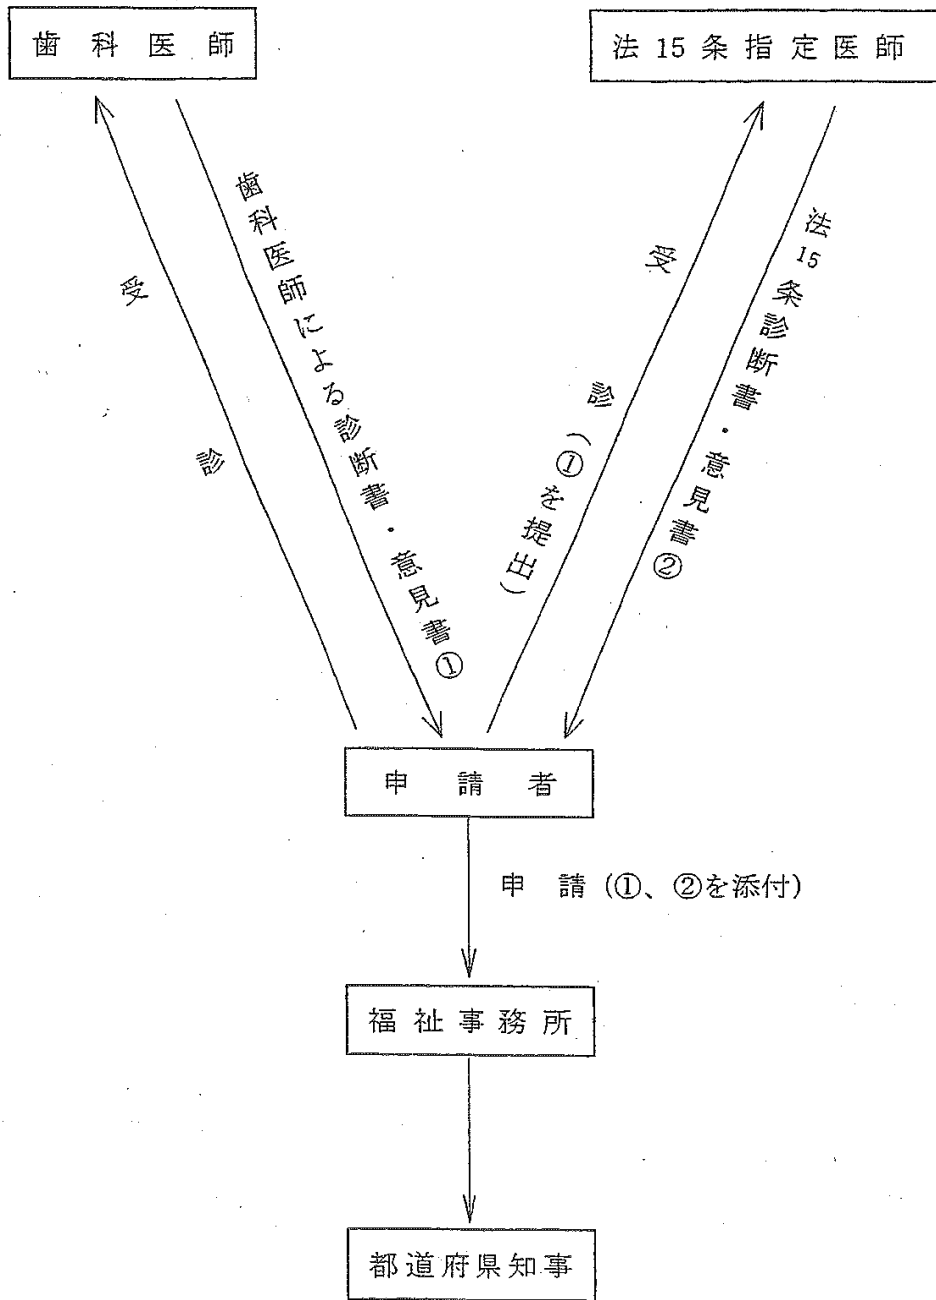 歯科医師
法15条指定医師
受診
歯科医師による診断書・意見書①
受診(①を提出)
法15条診断書・意見書②
申請者
申請(①、②を添付)
福祉事務所
都道府県知事